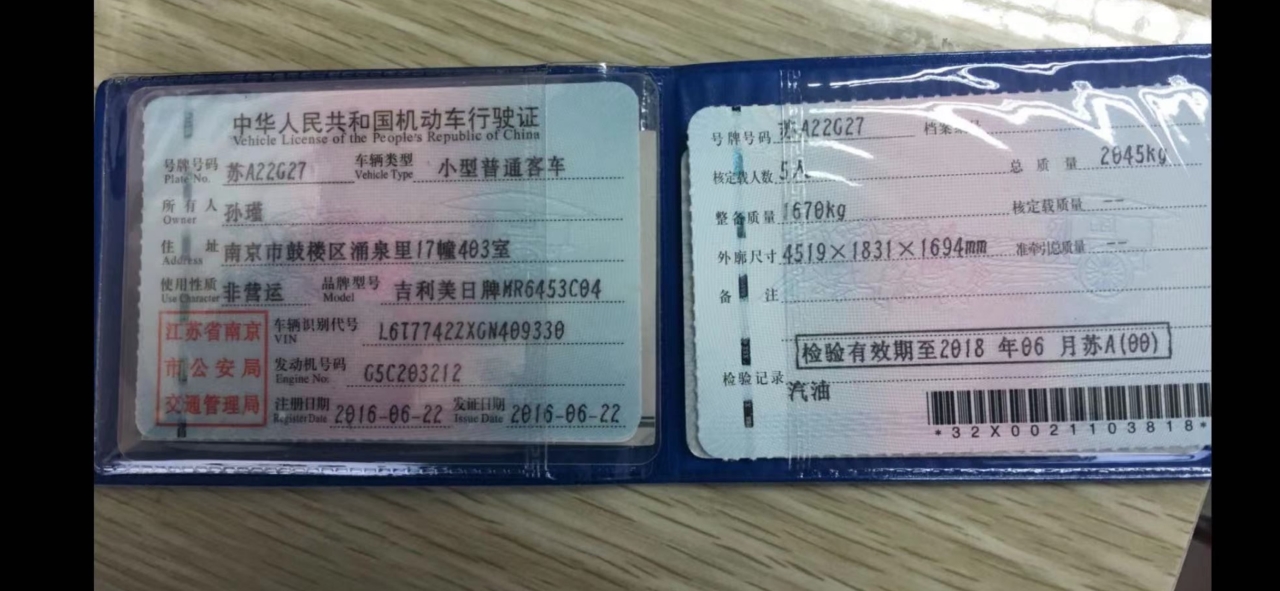 中华人民共和国机动车行驶证
Vehicle License of the People's Republic of China
号牌号码 苏A22G27 车辆类型 小型普通客车
Plate No. Vehicle Type
所有人 孙瑾
Owner
住址 南京市鼓楼区涌泉里17幢403室
Address
使用性质 非营运 品牌型号 吉利美日牌MR6453C04
Use Character Model
江苏省南京
市公安局
交通管理局
车辆识别代号 L6T7742ZXGN409330
VIN
发动机号码 G5C203212
Engine No.
注册日期 2016-06-22 发证日期 2016-06-22
Register Date Issue Date
号牌号码 苏A22G27 档案编号
核定载人数 5人 总质量 2045kg
整备质量 1670kg 核定载质量 --
外廓尺寸 4519×1831×1694mm 准牵引总质量 --
备注
检验有效期至2018年06月苏A(00)
检验记录
汽油
*32X0021103818*